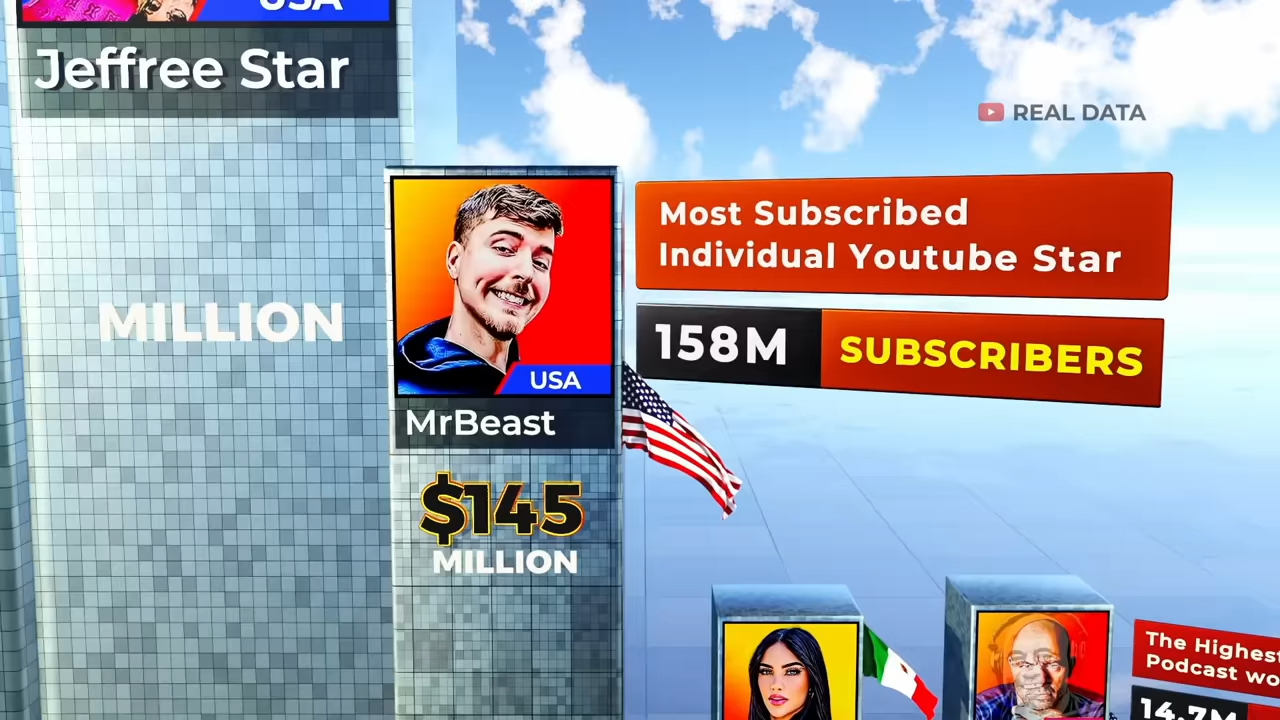 USA
Jeffree Star
MILLION
REAL DATA
Most Subscribed
Individual Youtube Star
158M SUBSCRIBERS
USA
MrBeast
$145
MILLION
The Highest
Podcast
14.7M